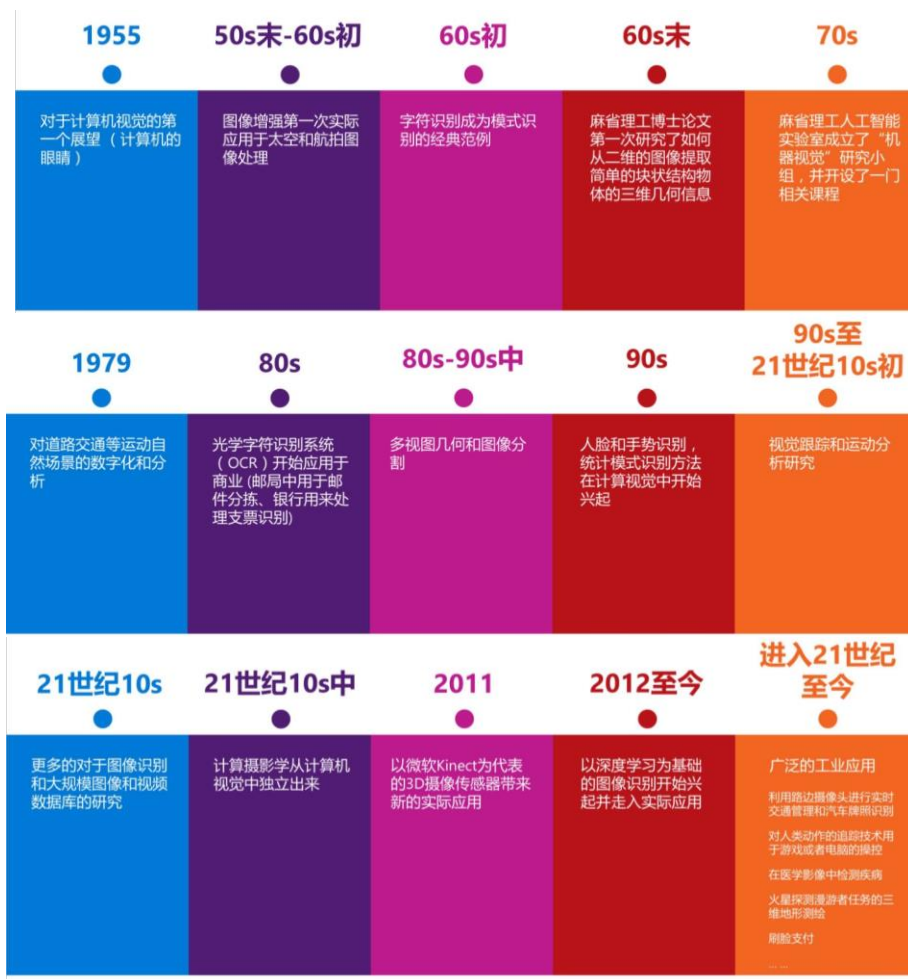 1955
对于计算机视觉的第
一个展望 （计算机的
眼睛）
50s末-60s初
图像增强第一次实际
应用于太空和航拍图
像处理
60s初
字符识别成为模式识
别的经典范例
60s末
麻省理工博士论文
第一次研究了如何
从二维的图像提取
简单的块状结构物
体的三维几何信息
70s
麻省理工人工智能
实验室成立了“机
器视觉”研究小
组，并开设了一门
相关课程
1979
对道路交通等运动自
然场景的数字化和分
析
80s
光学字符识别系统
（OCR）开始应用于
商业 (邮局中用于邮
件分拣、银行用来处
理支票识别)
80s-90s中
多视图几何和图像分
割
90s
人脸和手势识别，
统计模式识别方法
在计算视觉中开始
兴起
90s至
21世纪10s初
视觉跟踪和运动分
析研究
21世纪10s
更多的对于图像识别
和大规模图像和视频
数据库的研究
21世纪10s中
计算摄影学从计算机
视觉中独立出来
2011
以微软Kinect为代表
的3D摄像传感器带来
新的实际应用
2012至今
以深度学习为基础
的图像识别开始兴
起并走入实际应用
进入21世纪
至今
广泛的工业应用
利用路边摄像头进行实时
交通管理和汽车牌照识别
对人类动作的追踪技术用
于游戏或者电脑的操控
在医学影像中检测疾病
火星探测漫游者任务的三
维地形测绘
刷脸支付
... ...